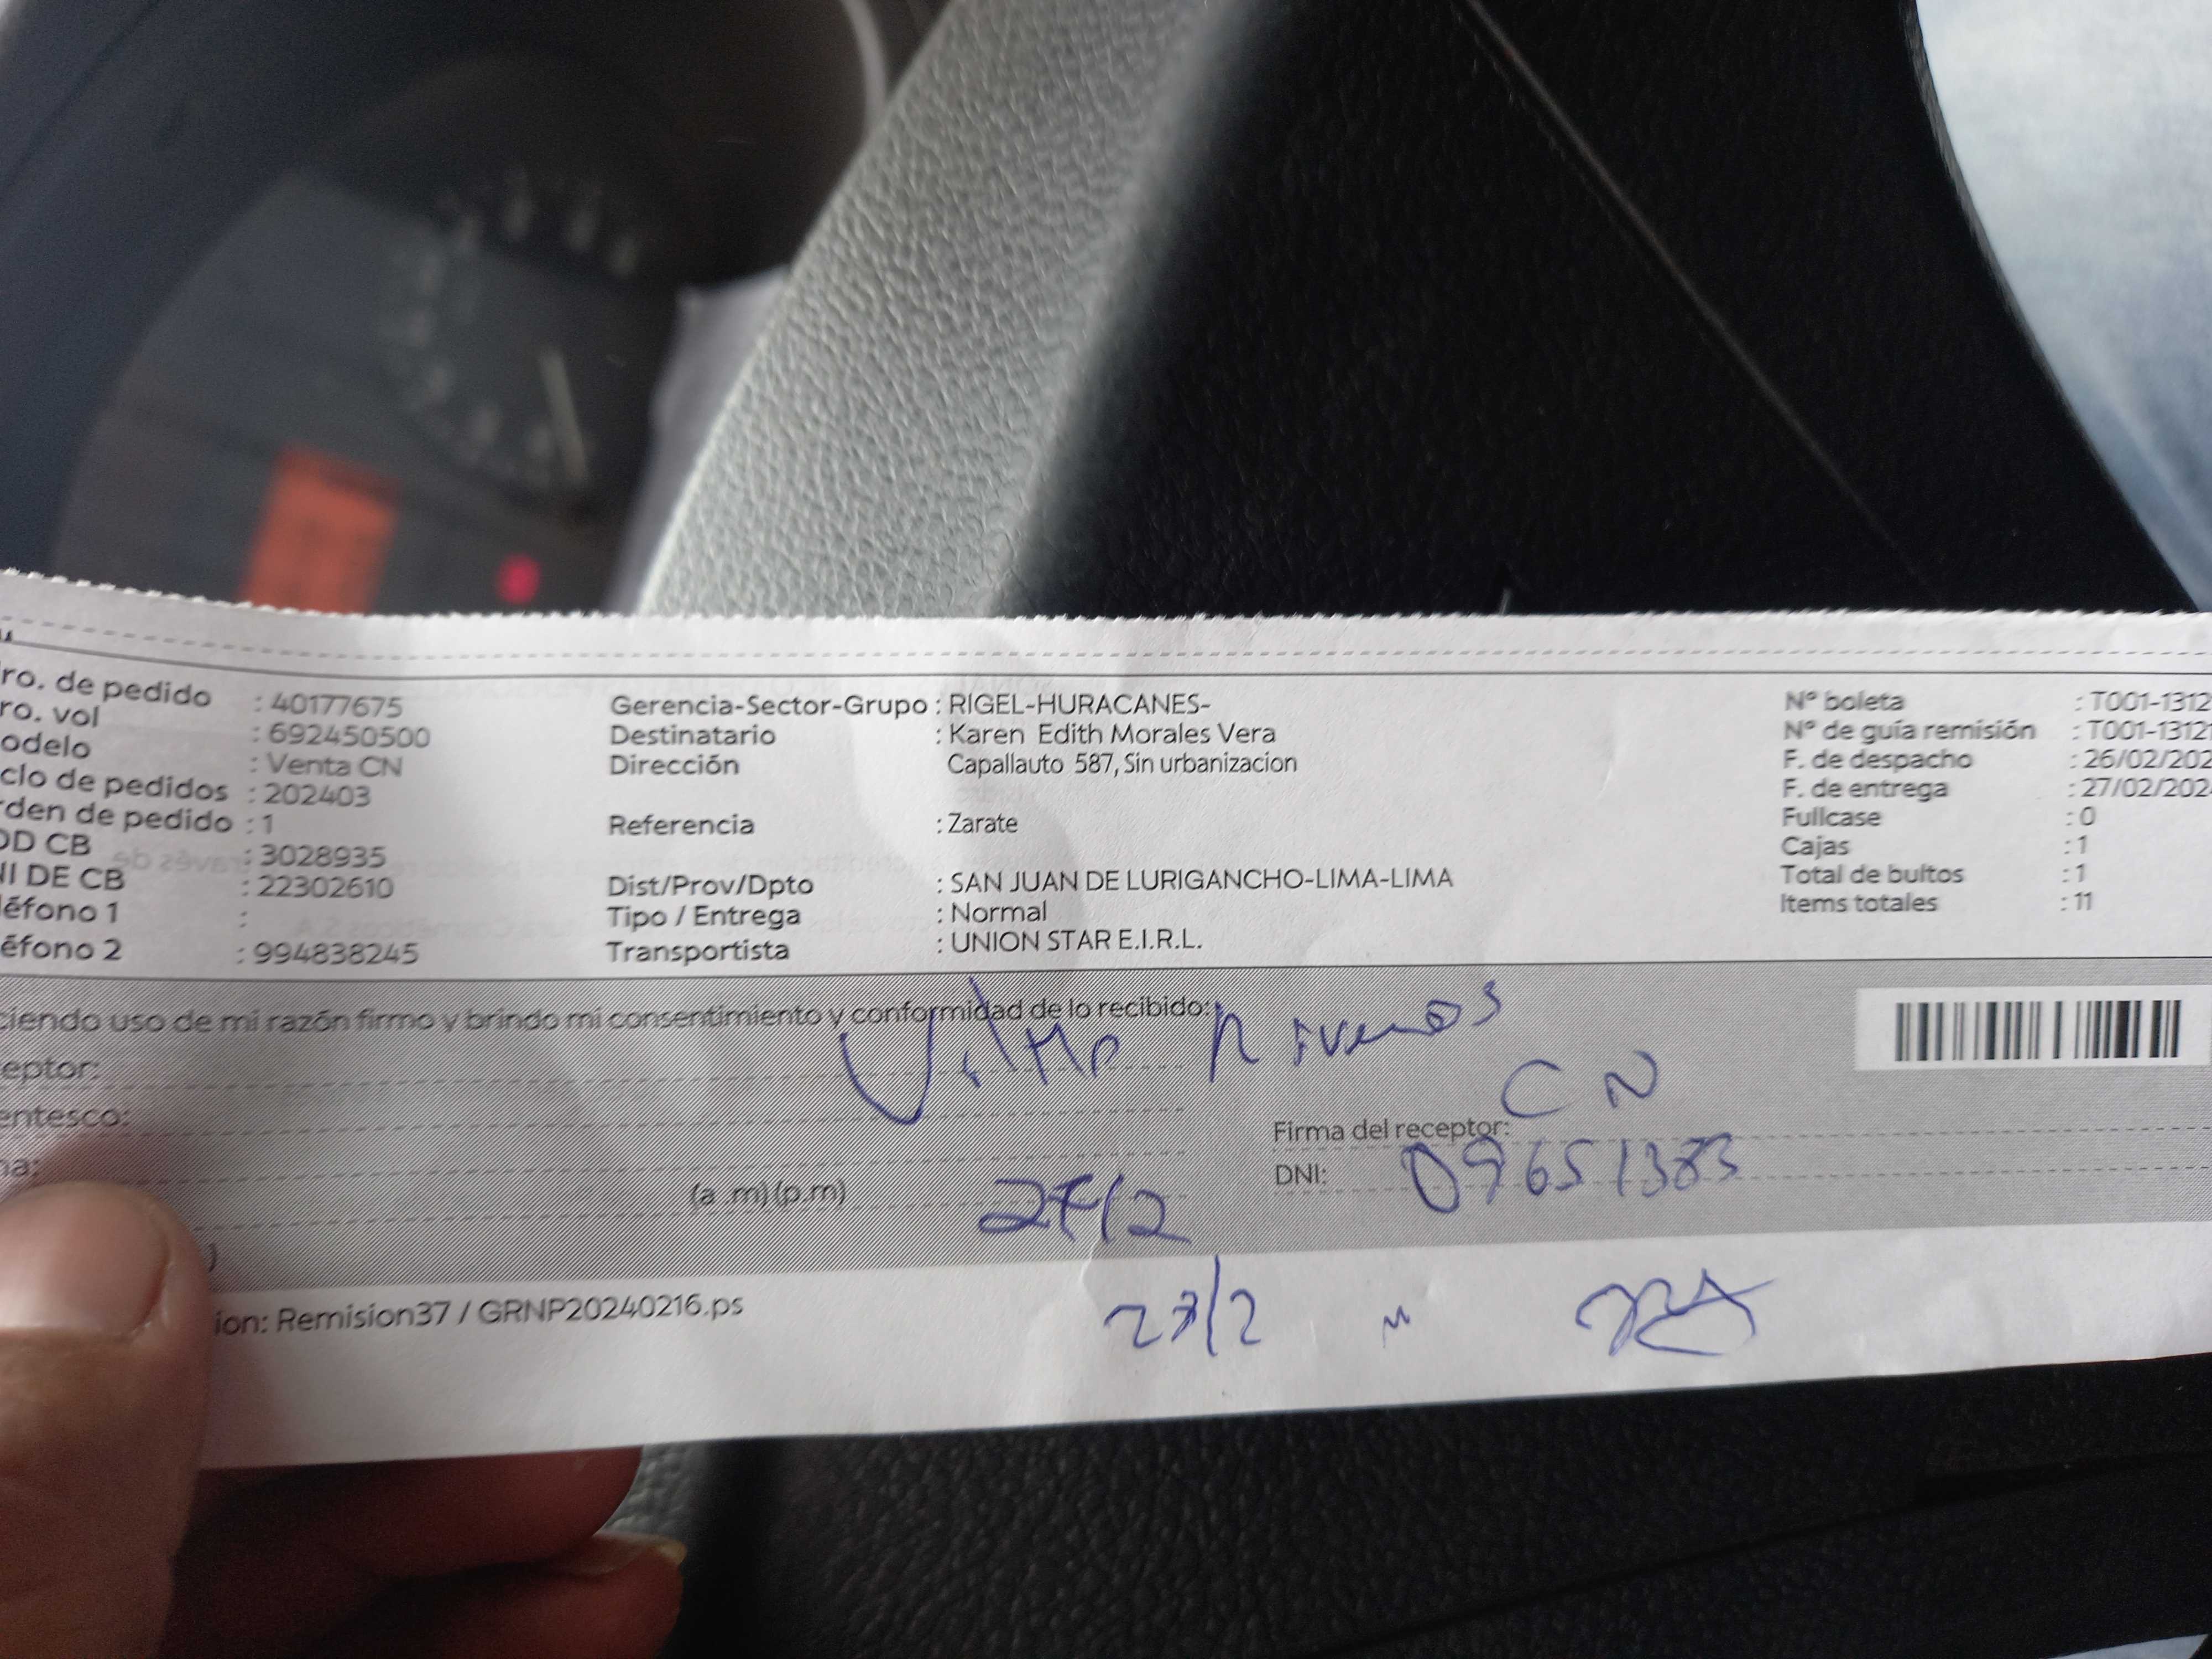 ro. de pedido : 40177675
ro. vol : 692450500
odelo : Venta CN
clo de pedidos : 202403
rden de pedido : 1
OD CB : 3028935
NI DE CB : 22302610
léfono 1 :
éfono 2 : 994838245
Gerencia-Sector-Grupo : RIGEL-HURACANES-
Destinatario : Karen Edith Morales Vera
Dirección Capallauto 587, Sin urbanizacion
Referencia : Zarate
Dist/Prov/Dpto : SAN JUAN DE LURIGANCHO-LIMA-LIMA
Tipo / Entrega : Normal
Transportista : UNION STAR E.I.R.L.
Nº boleta : T001-1312
Nº de guía remisión : T001-1312
F. de despacho : 26/02/202
F. de entrega : 27/02/202
Fullcase : 0
Cajas : 1
Total de bultos : 1
Items totales : 11
ciendo uso de mi razón firmo y brindo mi consentimiento y conformidad de lo recibido:
eptor:
entesco:
na:
(a .m) (p.m)
27/2
CN
Firma del receptor:
DNI: 09651383
ion: Remision37 / GRNP20240216.ps
27/2